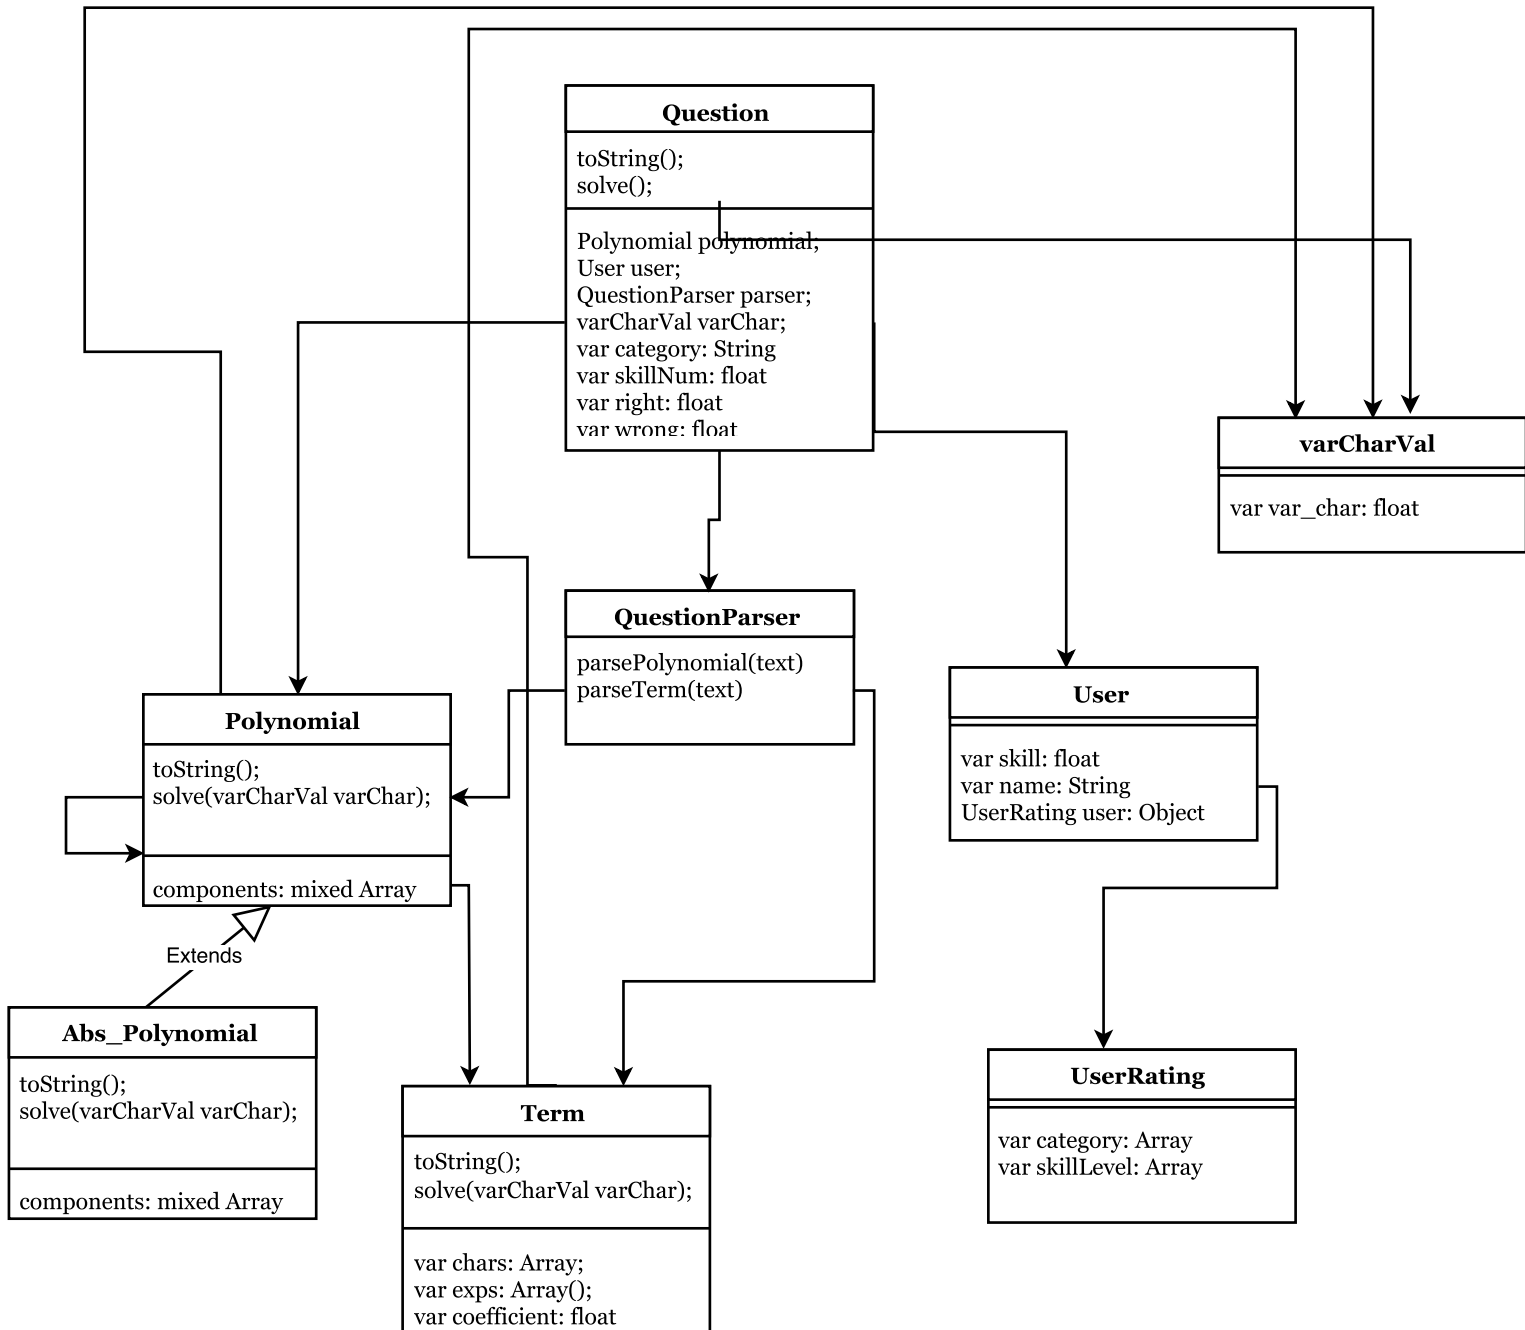 Question
toString();
solve();
Polynomial polynomial;
User user;
QuestionParser parser;
varCharVal varChar;
var category: String
var skillNum: float
var right: float
var wrong: float
varCharVal
var var_char: float
QuestionParser
parsePolynomial(text)
parseTerm(text)
User
var skill: float
var name: String
UserRating user: Object
Polynomial
toString();
solve(varCharVal varChar);
components: mixed Array
Extends
Abs_Polynomial
toString();
solve(varCharVal varChar);
components: mixed Array
Term
toString();
solve(varCharVal varChar);
var chars: Array;
var exps: Array();
var coefficient: float
UserRating
var category: Array
var skillLevel: Array